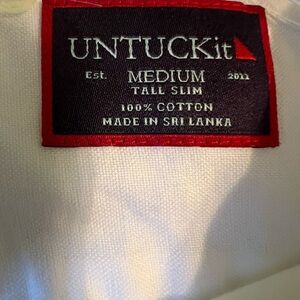 UNTUCKit
Est. MEDIUM 2011
TALL SLIM
100% COTTON
MADE IN SRI LANKA